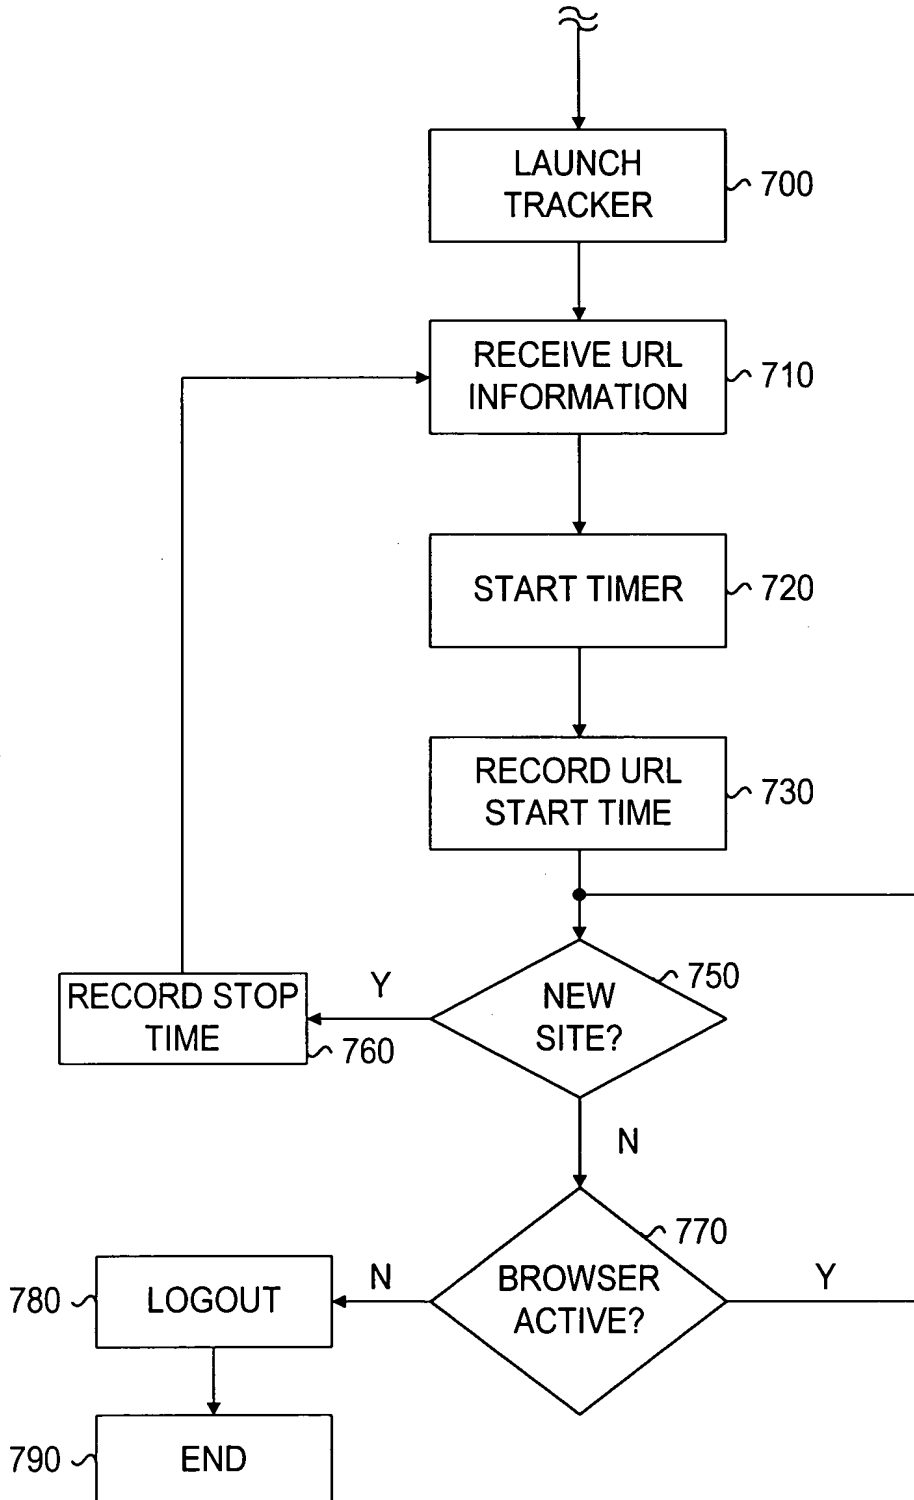 LAUNCH
TRACKER
700
RECEIVE URL
INFORMATION
710
START TIMER
720
RECORD URL
START TIME
730
NEW
SITE?
750
Y
RECORD STOP
TIME
760
N
BROWSER
ACTIVE?
770
Y
N
LOGOUT
780
END
790